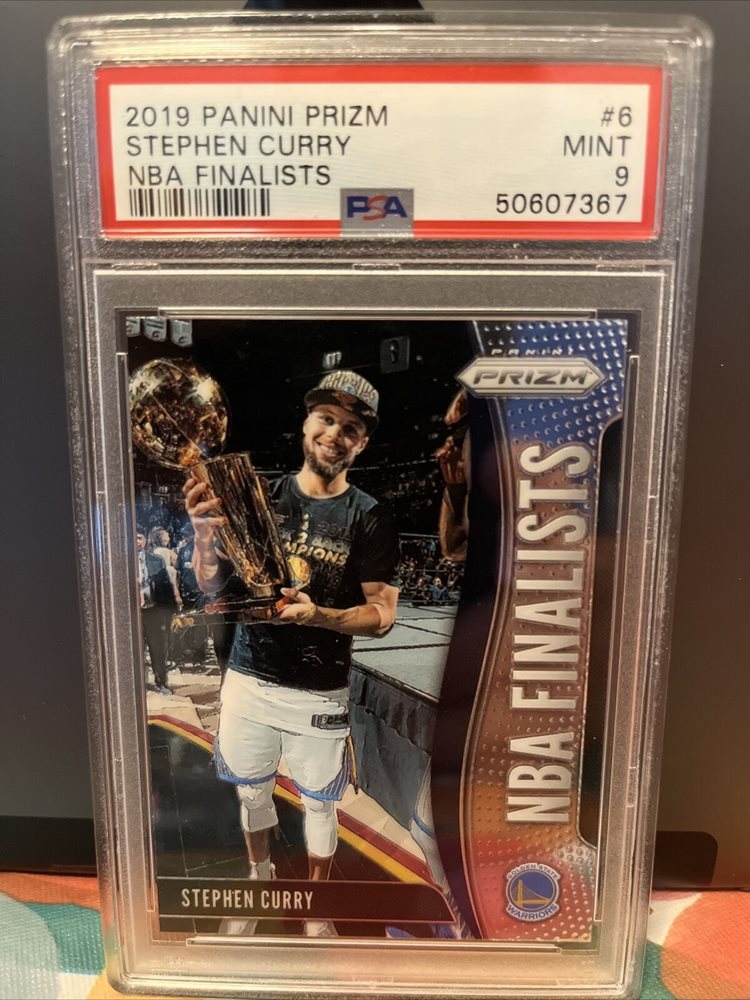 2019 PANINI PRIZM #6
STEPHEN CURRY MINT
NBA FINALISTS 9
PSA 50607367
PANINI
PRIZM
NBA FINALISTS
STEPHEN CURRY
GOLDEN STATE
WARRIORS